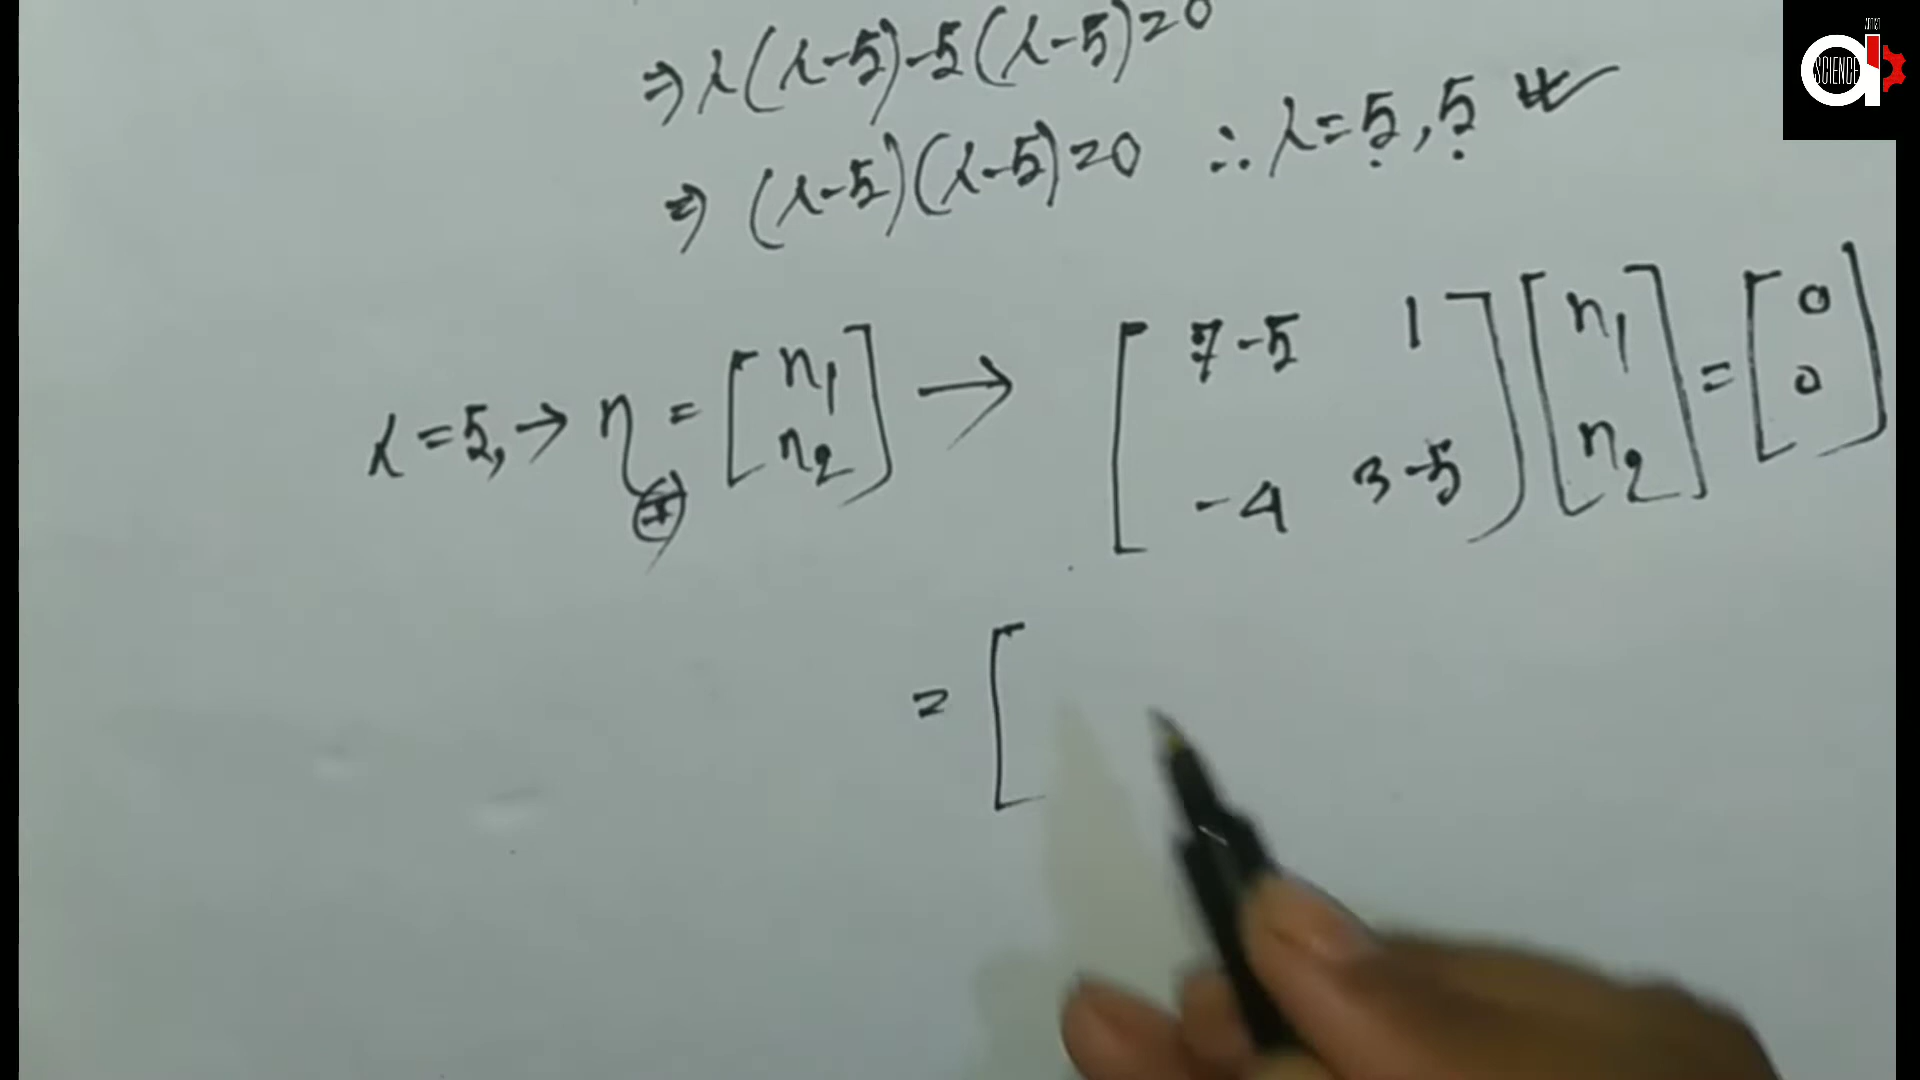 ⇒ λ(λ-5)-5(λ-5)=0
⇒ (λ-5)(λ-5)=0 ∴ λ=5,5
λ=5, → η = [n1 n2] → [7-5 1 -4 3-5] [n1 n2] = [0 0]
= [
SCIENCE